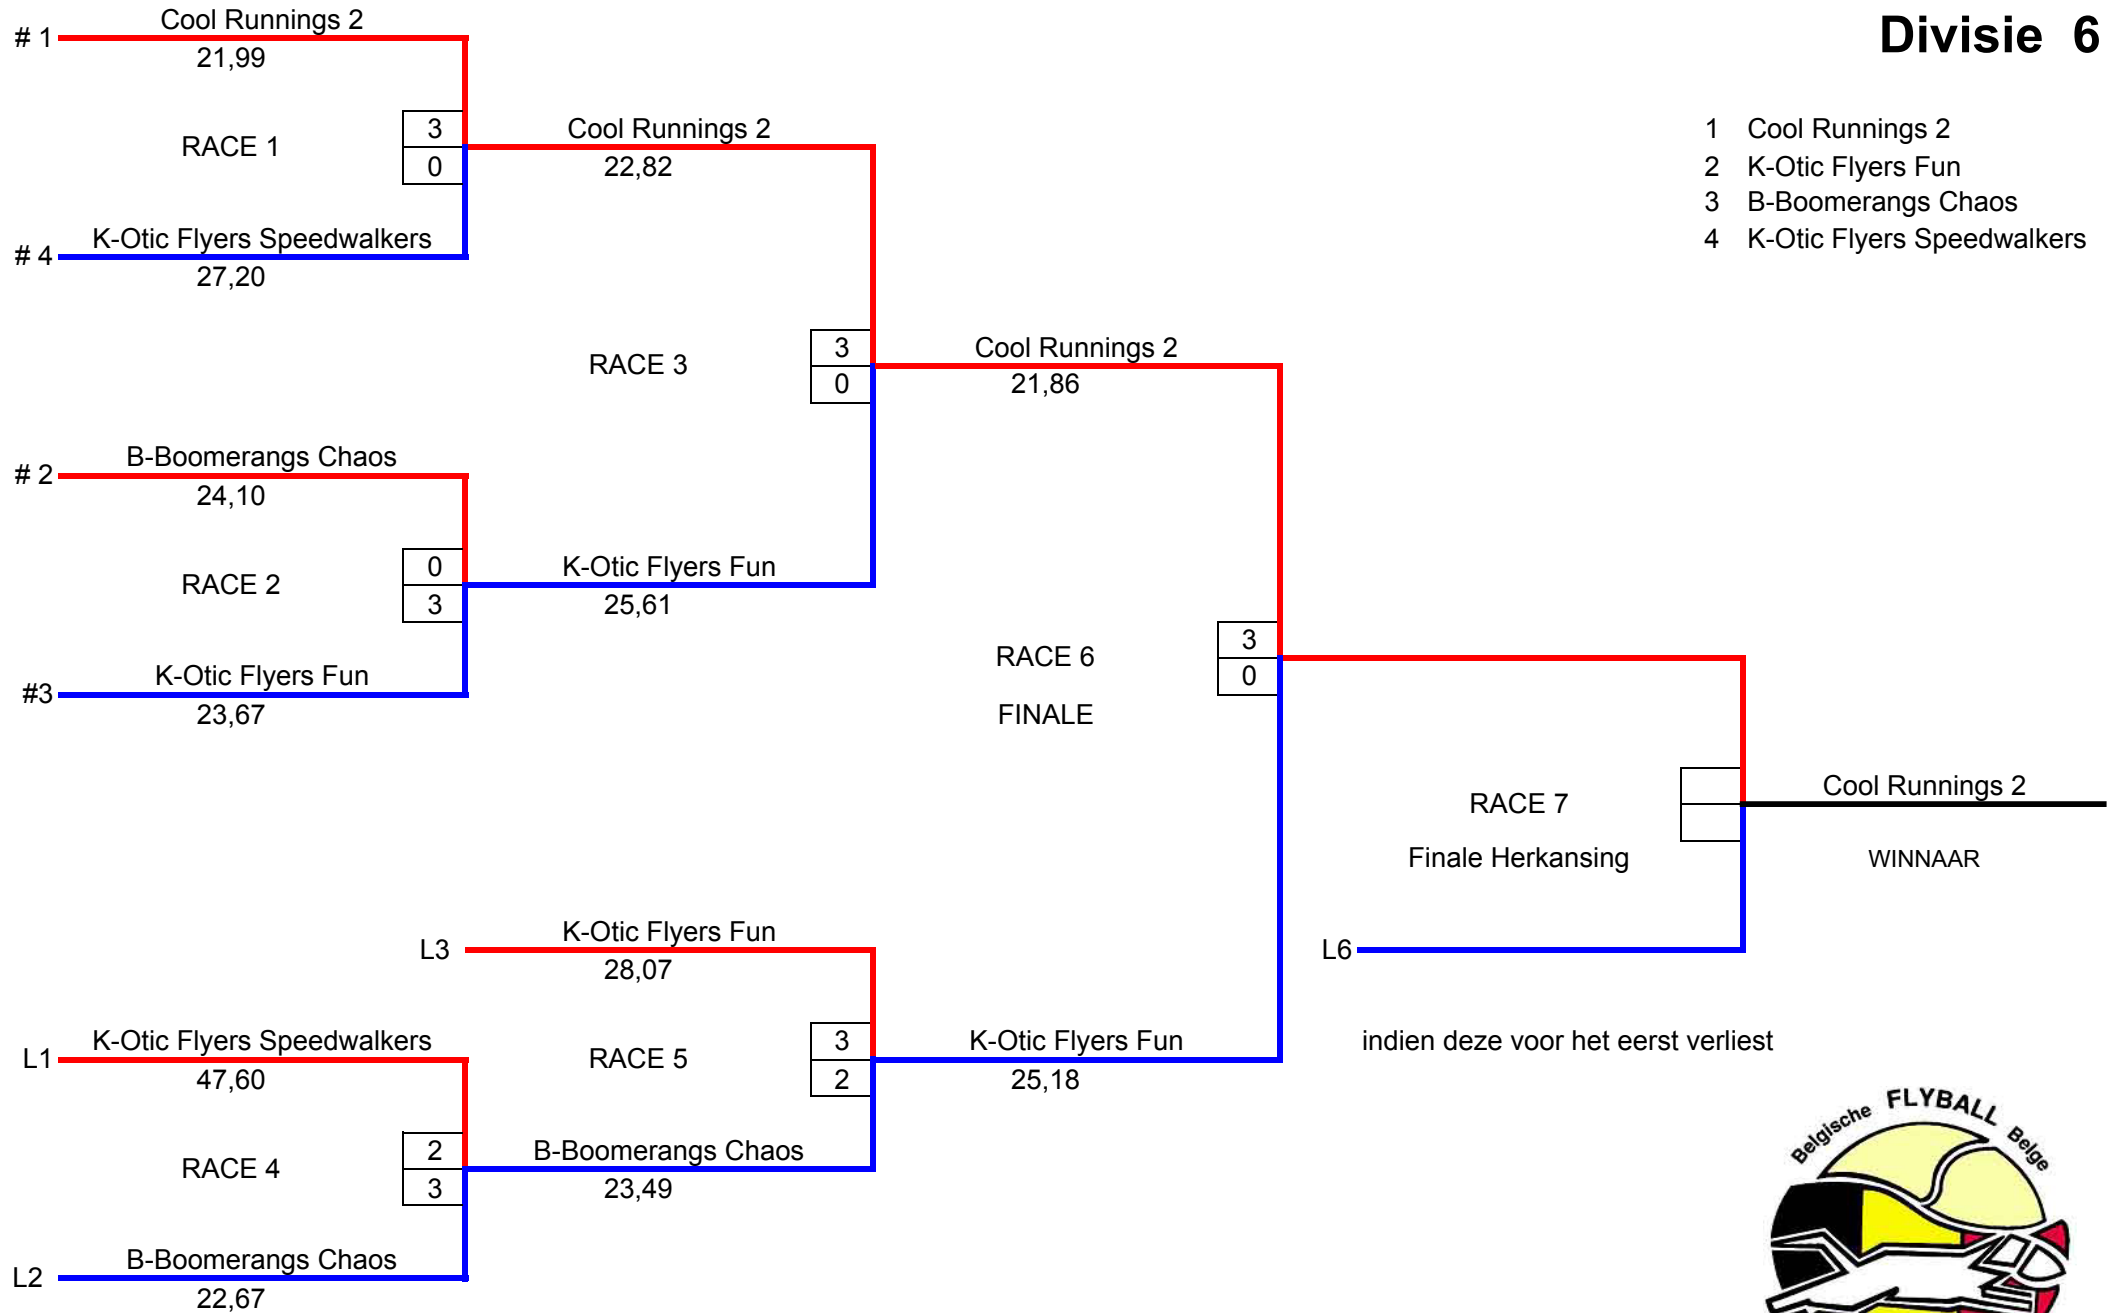 Divisie 6
1 Cool Runnings 2
2 K-Otic Flyers Fun
3 B-Boomerangs Chaos
4 K-Otic Flyers Speedwalkers
# 1 Cool Runnings 2
21,99
RACE 1
3
0
# 4 K-Otic Flyers Speedwalkers
27,20
Cool Runnings 2
22,82
RACE 3
3
0
Cool Runnings 2
21,86
# 2 B-Boomerangs Chaos
24,10
RACE 2
0
3
K-Otic Flyers Fun
25,61
#3 K-Otic Flyers Fun
23,67
RACE 6
3
0
FINALE
RACE 7
Finale Herkansing
Cool Runnings 2
WINNAAR
L6
indien deze voor het eerst verliest
L3 K-Otic Flyers Fun
28,07
RACE 5
3
2
K-Otic Flyers Fun
25,18
L1 K-Otic Flyers Speedwalkers
47,60
RACE 4
2
3
B-Boomerangs Chaos
23,49
L2 B-Boomerangs Chaos
22,67
Belgische FLYBALL Belge